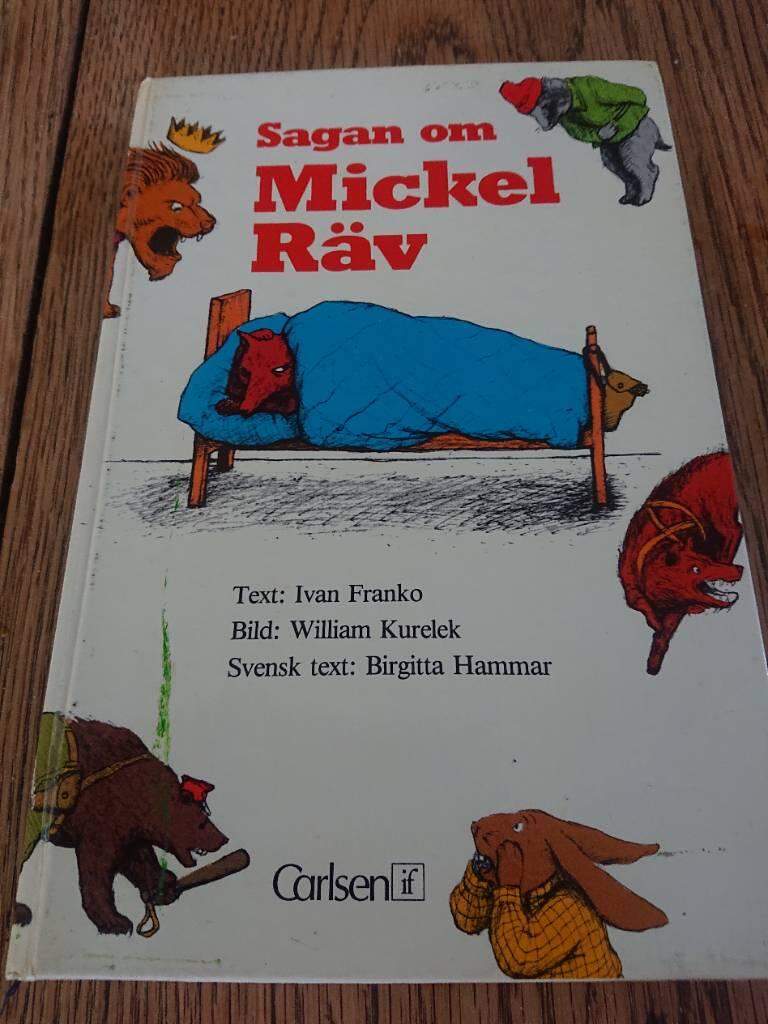 Sagan om
Mickel
Räv
Text: Ivan Franko
Bild: William Kurelek
Svensk text: Birgitta Hammar
Carlsen if